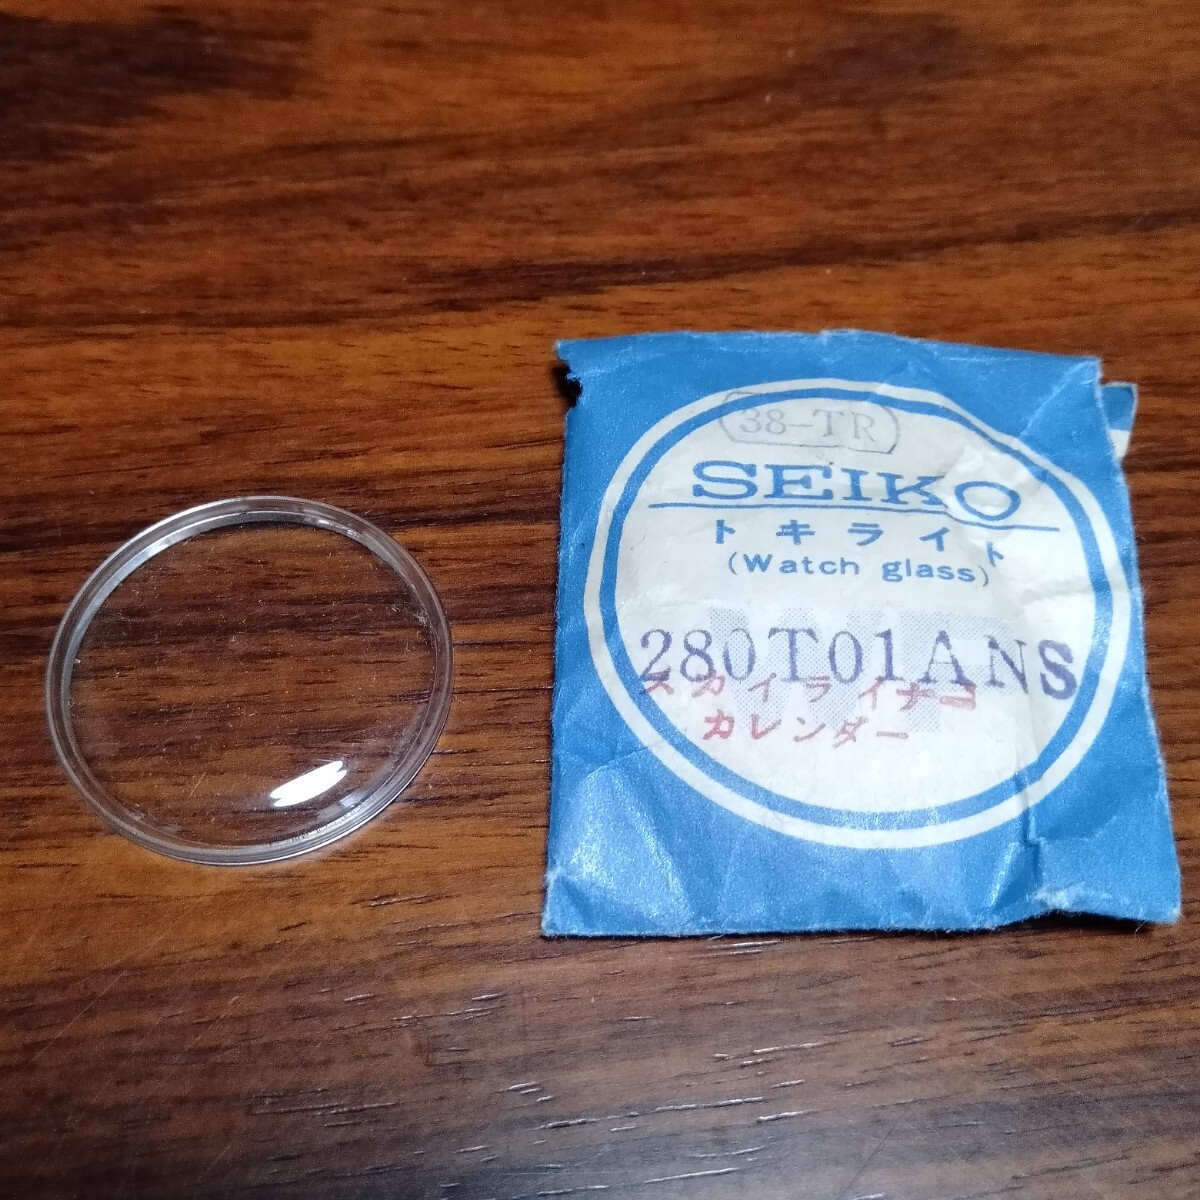 38-TR
SEIKO
トキライト
(Watch glass)
280T01ANS
スカイライナー
カレンダー